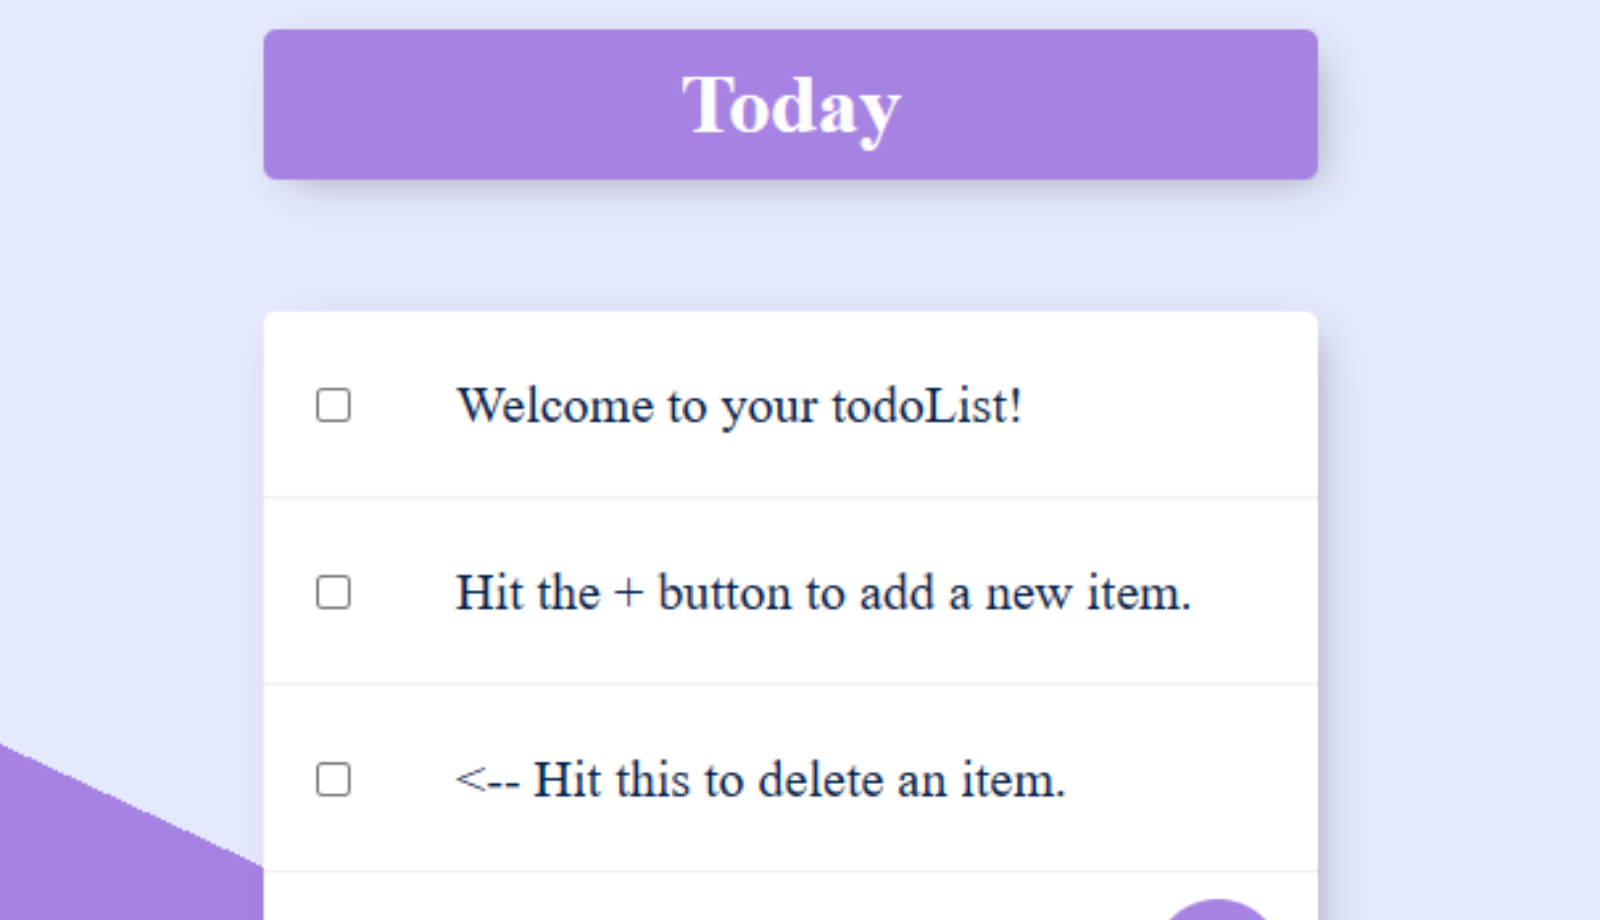 Today
Welcome to your todoList!
Hit the + button to add a new item.
<-- Hit this to delete an item.